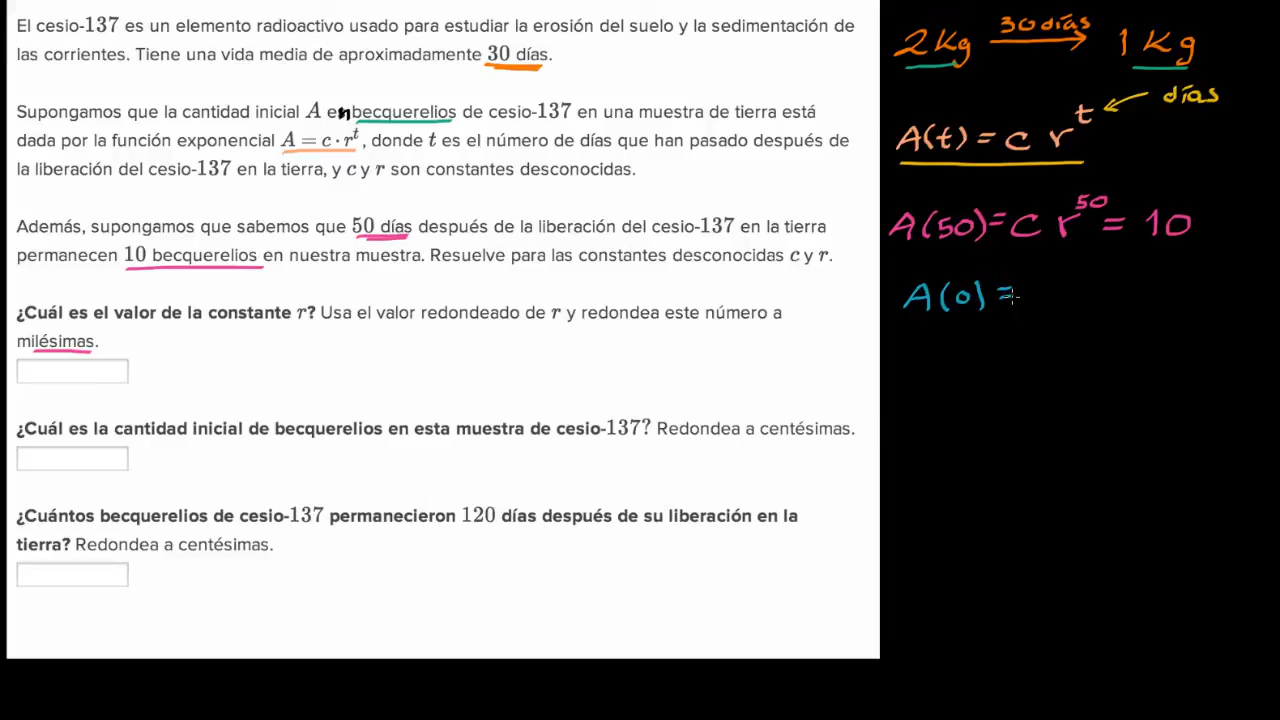 El cesio-137 es un elemento radioactivo usado para estudiar la erosión del suelo y la sedimentación de
las corrientes. Tiene una vida media de aproximadamente 30 días.
Supongamos que la cantidad inicial A en becquerelios de cesio-137 en una muestra de tierra está
dada por la función exponencial A = c · r^t, donde t es el número de días que han pasado después de
la liberación del cesio-137 en la tierra, y c y r son constantes desconocidas.
Además, supongamos que sabemos que 50 días después de la liberación del cesio-137 en la tierra
permanecen 10 becquerelios en nuestra muestra. Resuelve para las constantes desconocidas c y r.
¿Cuál es el valor de la constante r? Usa el valor redondeado de r y redondea este número a
milésimas.
¿Cuál es la cantidad inicial de becquerelios en esta muestra de cesio-137? Redondea a centésimas.
¿Cuántos becquerelios de cesio-137 permanecieron 120 días después de su liberación en la
tierra? Redondea a centésimas.
2Kg 30 días 1Kg
días
A(t) = c r^t
A(50) = c r^50 = 10
A(0) =